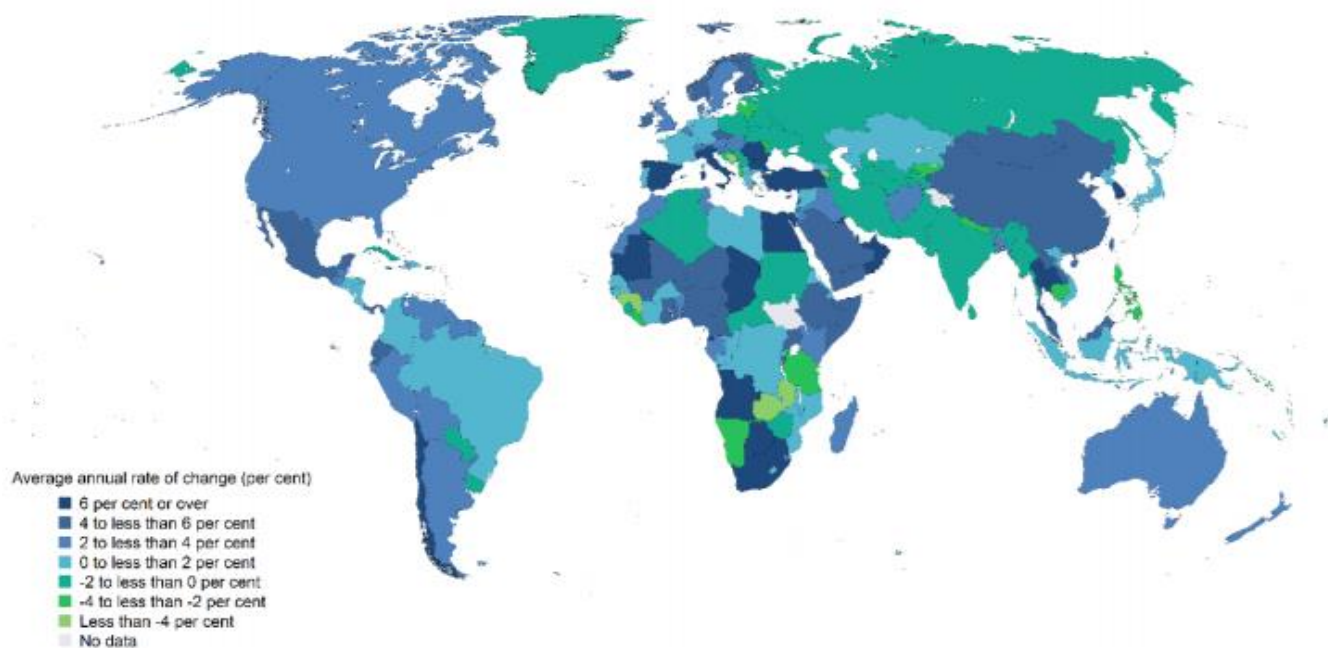 Average annual rate of change (per cent)
6 per cent or over
4 to less than 6 per cent
2 to less than 4 per cent
0 to less than 2 per cent
-2 to less than 0 per cent
-4 to less than -2 per cent
Less than -4 per cent
No data